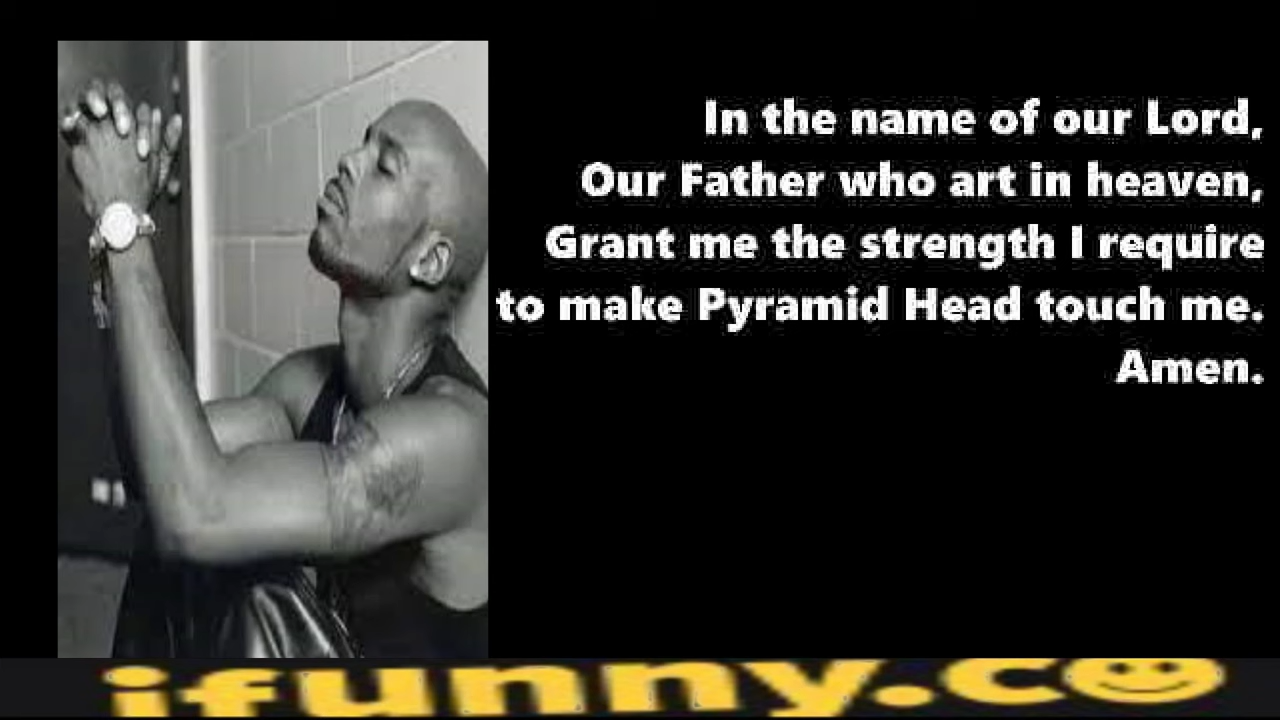 In the name of our Lord,
Our Father who art in heaven,
Grant me the strength I require
to make Pyramid Head touch me.
Amen.
ifunny.co